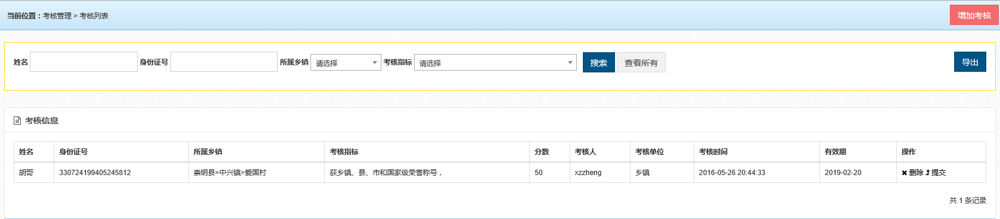 当前位置：考核管理 > 考核列表 增加考核
姓名 身份证号 所属乡镇 请选择 考核指标 请选择 搜索 查看所有 导出
考核信息
姓名 身份证号 所属乡镇 考核指标 分数 考核人 考核单位 考核时间 有效期 操作
胡哥 330724199405245812 崇明县>中兴镇>爱国村 获乡镇、县、市和国家级荣誉称号， 50 xzzheng 乡镇 2016-05-26 20:44:33 2019-02-20 删除 提交
共 1 条记录